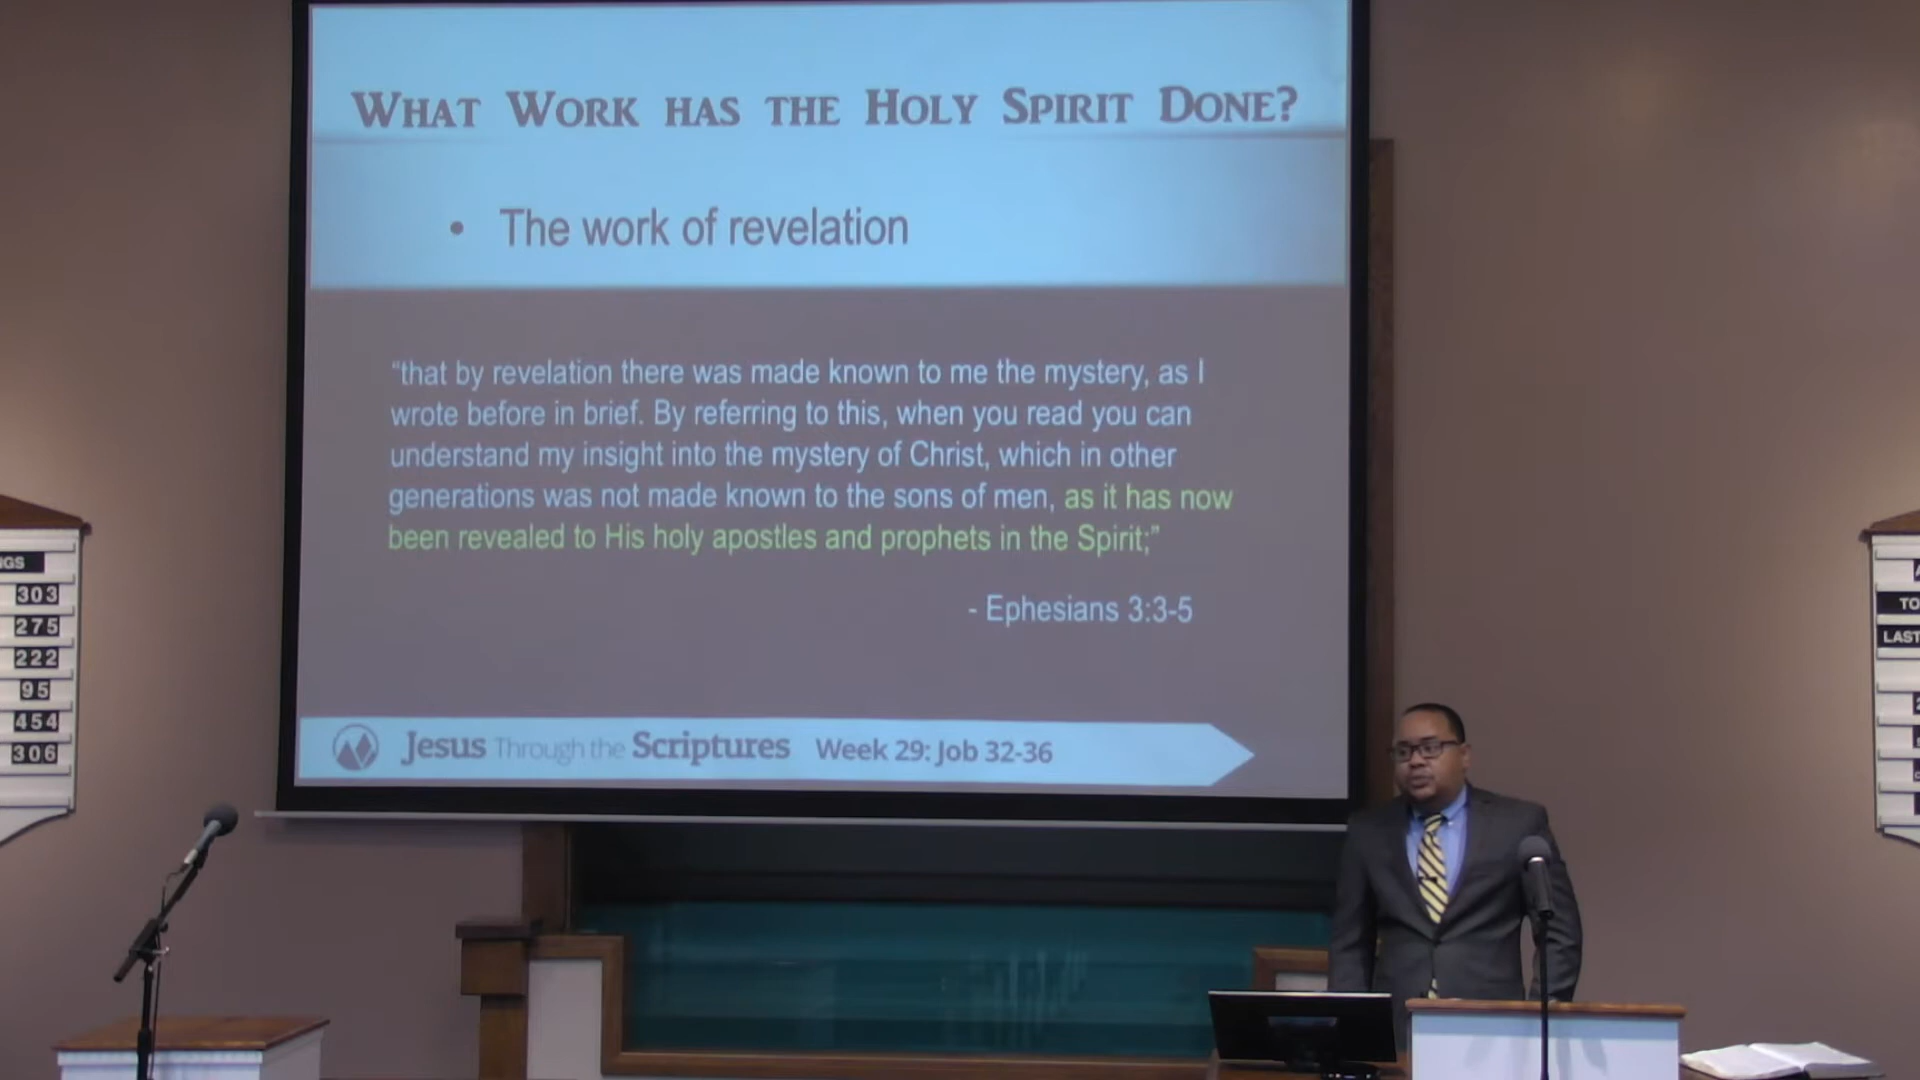 What Work has the Holy Spirit Done?
• The work of revelation
“that by revelation there was made known to me the mystery, as I
wrote before in brief. By referring to this, when you read you can
understand my insight into the mystery of Christ, which in other
generations was not made known to the sons of men, as it has now
been revealed to His holy apostles and prophets in the Spirit;”
- Ephesians 3:3-5
Jesus Through the Scriptures Week 29: Job 32-36
303
275
222
95
454
306
TO
LAST